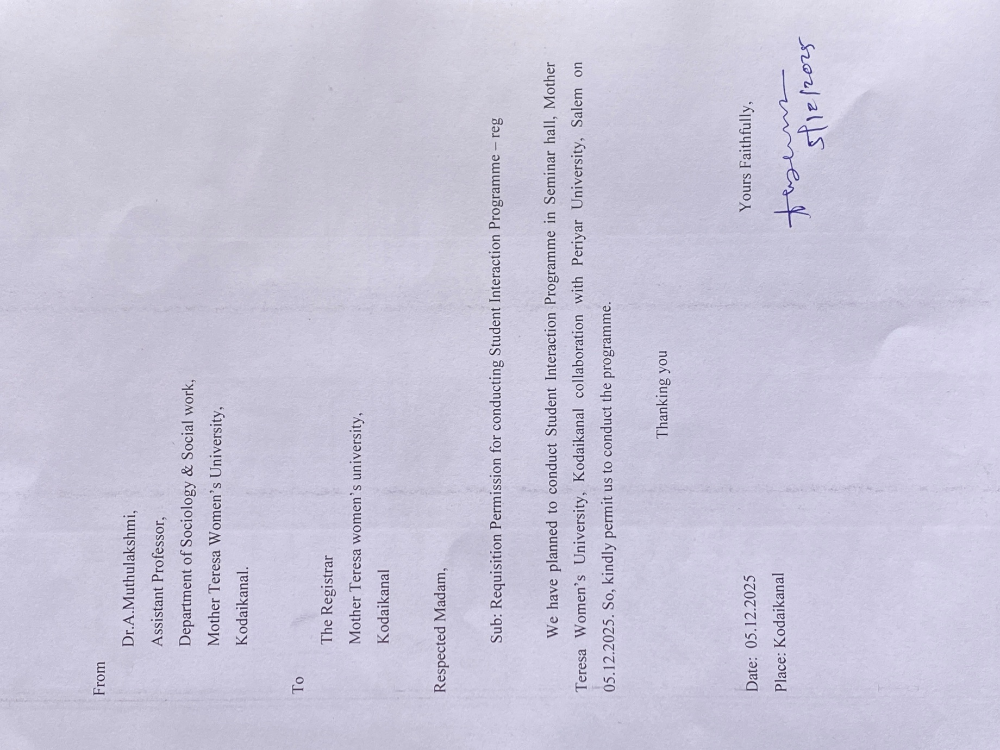 From
Dr.A.Muthulakshmi,
Assistant Professor,
Department of Sociology & Social work,
Mother Teresa Women's University,
Kodaikanal.
To
The Registrar
Mother Teresa women's university,
Kodaikanal
Respected Madam,
Sub: Requisition Permission for conducting Student Interaction Programme – reg
We have planned to conduct Student Interaction Programme in Seminar hall, Mother
Teresa Women's University, Kodaikanal collaboration with Periyar University, Salem on
05.12.2025. So, kindly permit us to conduct the programme.
Thanking you
Yours Faithfully,
Date: 05.12.2025
Place: Kodaikanal
5/12/2025